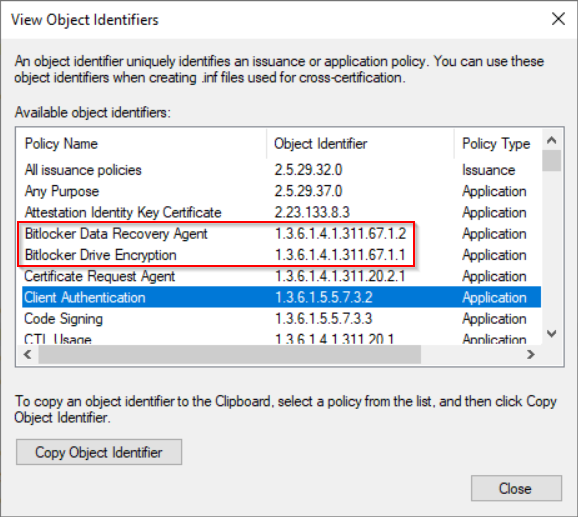 View Object Identifiers
An object identifier uniquely identifies an issuance or application policy. You can use these
object identifiers when creating .inf files used for cross-certification.
Available object identifiers:
Policy Name Object Identifier Policy Type
All issuance policies 2.5.29.32.0 Issuance
Any Purpose 2.5.29.37.0 Application
Attestation Identity Key Certificate 2.23.133.8.3 Application
Bitlocker Data Recovery Agent 1.3.6.1.4.1.311.67.1.2 Application
Bitlocker Drive Encryption 1.3.6.1.4.1.311.67.1.1 Application
Certificate Request Agent 1.3.6.1.4.1.311.20.2.1 Application
Client Authentication 1.3.6.1.5.5.7.3.2 Application
Code Signing 1.3.6.1.5.5.7.3.3 Application
CTL Usage 1.3.6.1.4.1.311.20.1 Application
To copy an object identifier to the Clipboard, select a policy from the list, and then click Copy
Object Identifier.
Copy Object Identifier
Close